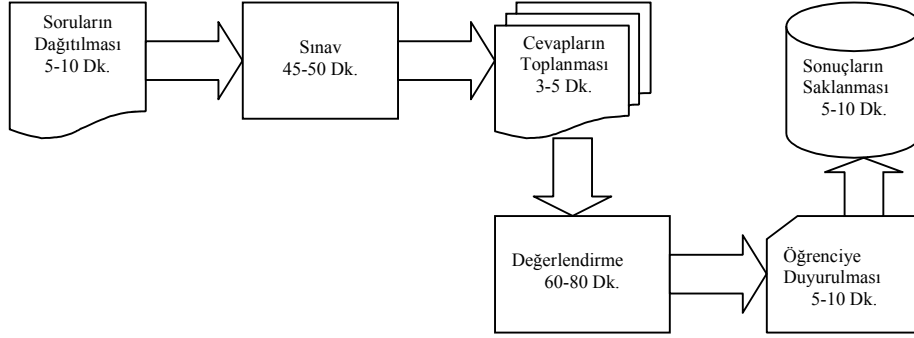 Soruların
Dağıtılması
5-10 Dk.
Sınav
45-50 Dk.
Cevapların
Toplanması
3-5 Dk.
Değerlendirme
60-80 Dk.
Öğrenciye
Duyurulması
5-10 Dk.
Sonuçların
Saklanması
5-10 Dk.